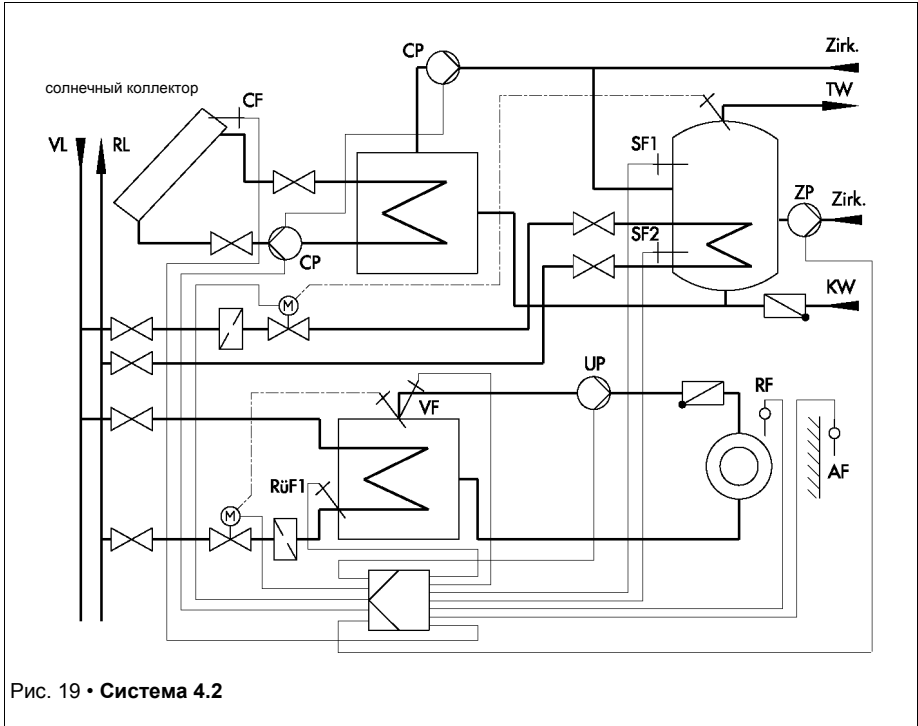 CP
Zirk.
солнечный коллектор
CF
TW
VL
RL
SF1
ZP
Zirk.
SF2
CP
KW
M
UP
RF
VF
AF
RüF1
M
Рис. 19 • Система 4.2